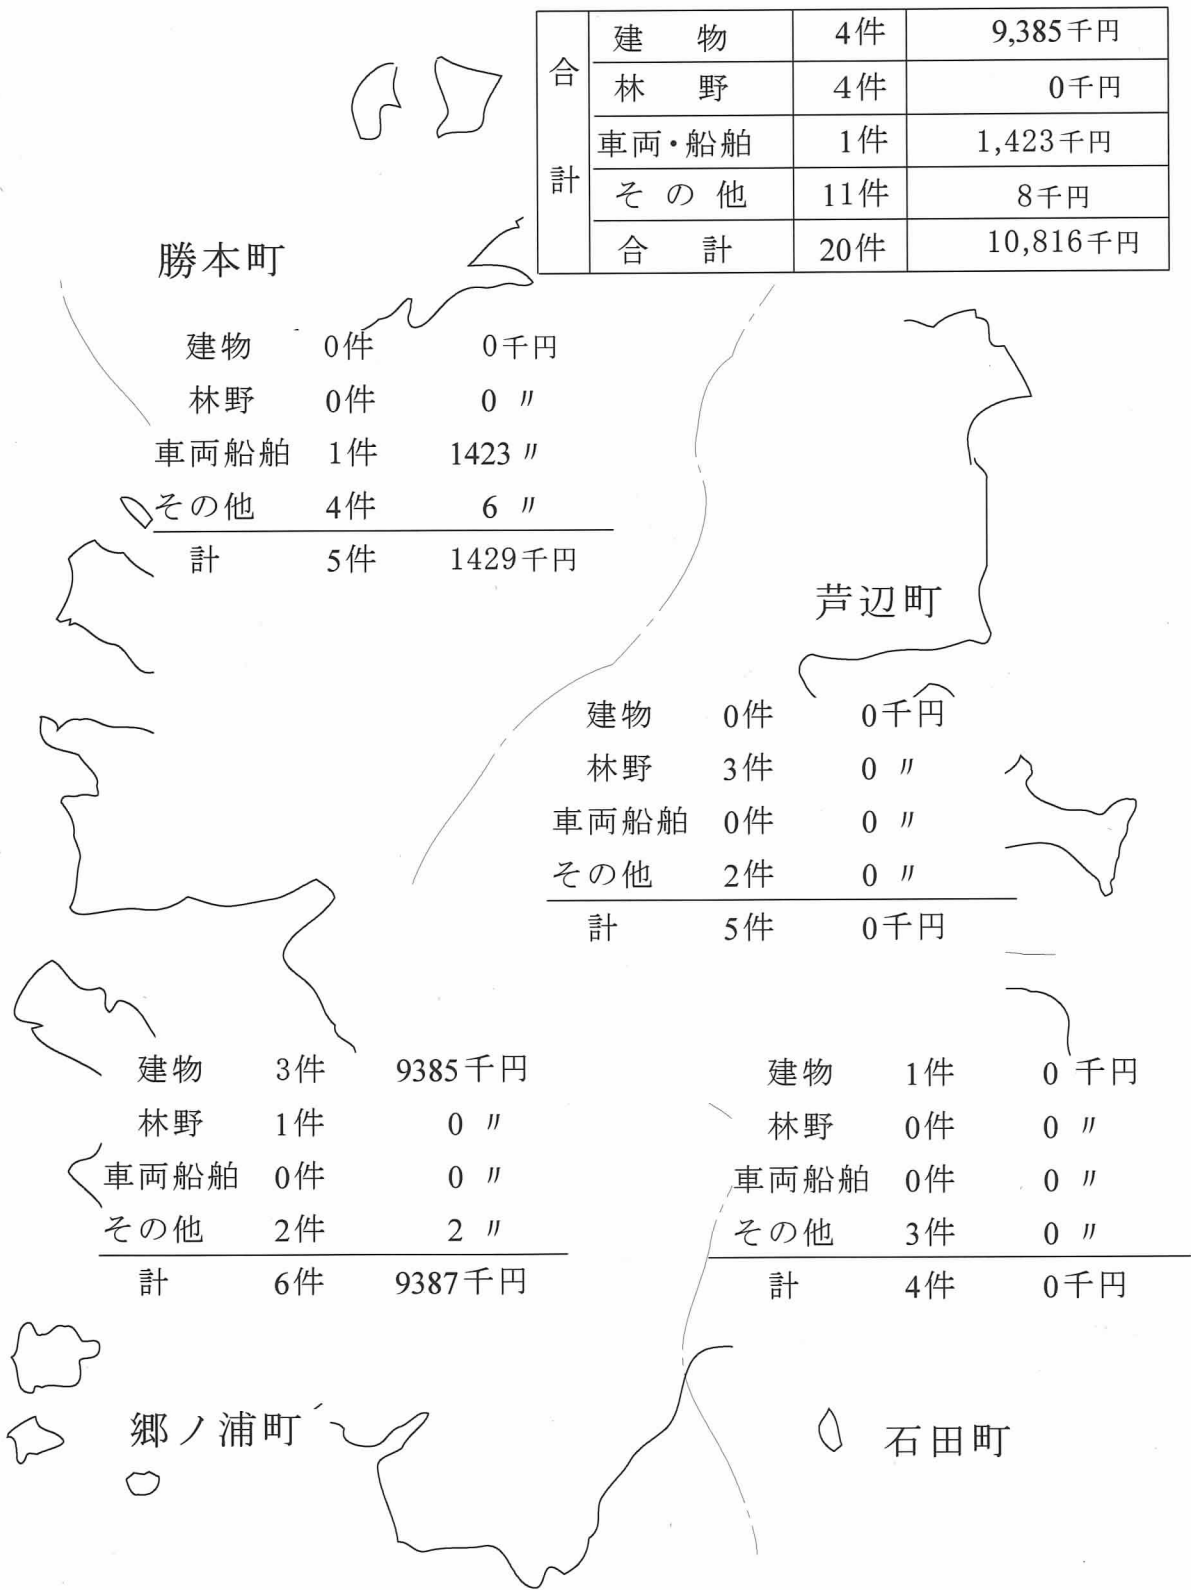 合計
建物 4件 9,385千円
林野 4件 0千円
車両・船舶 1件 1,423千円
その他 11件 8千円
合計 20件 10,816千円
勝本町
建物 0件 0千円
林野 0件 0 〃
車両船舶 1件 1423 〃
その他 4件 6 〃
計 5件 1429千円
芦辺町
建物 0件 0千円
林野 3件 0 〃
車両船舶 0件 0 〃
その他 2件 0 〃
計 5件 0千円
建物 3件 9385千円
林野 1件 0 〃
車両船舶 0件 0 〃
その他 2件 2 〃
計 6件 9387千円
郷ノ浦町
建物 1件 0 千円
林野 0件 0 〃
車両船舶 0件 0 〃
その他 3件 0 〃
計 4件 0千円
石田町